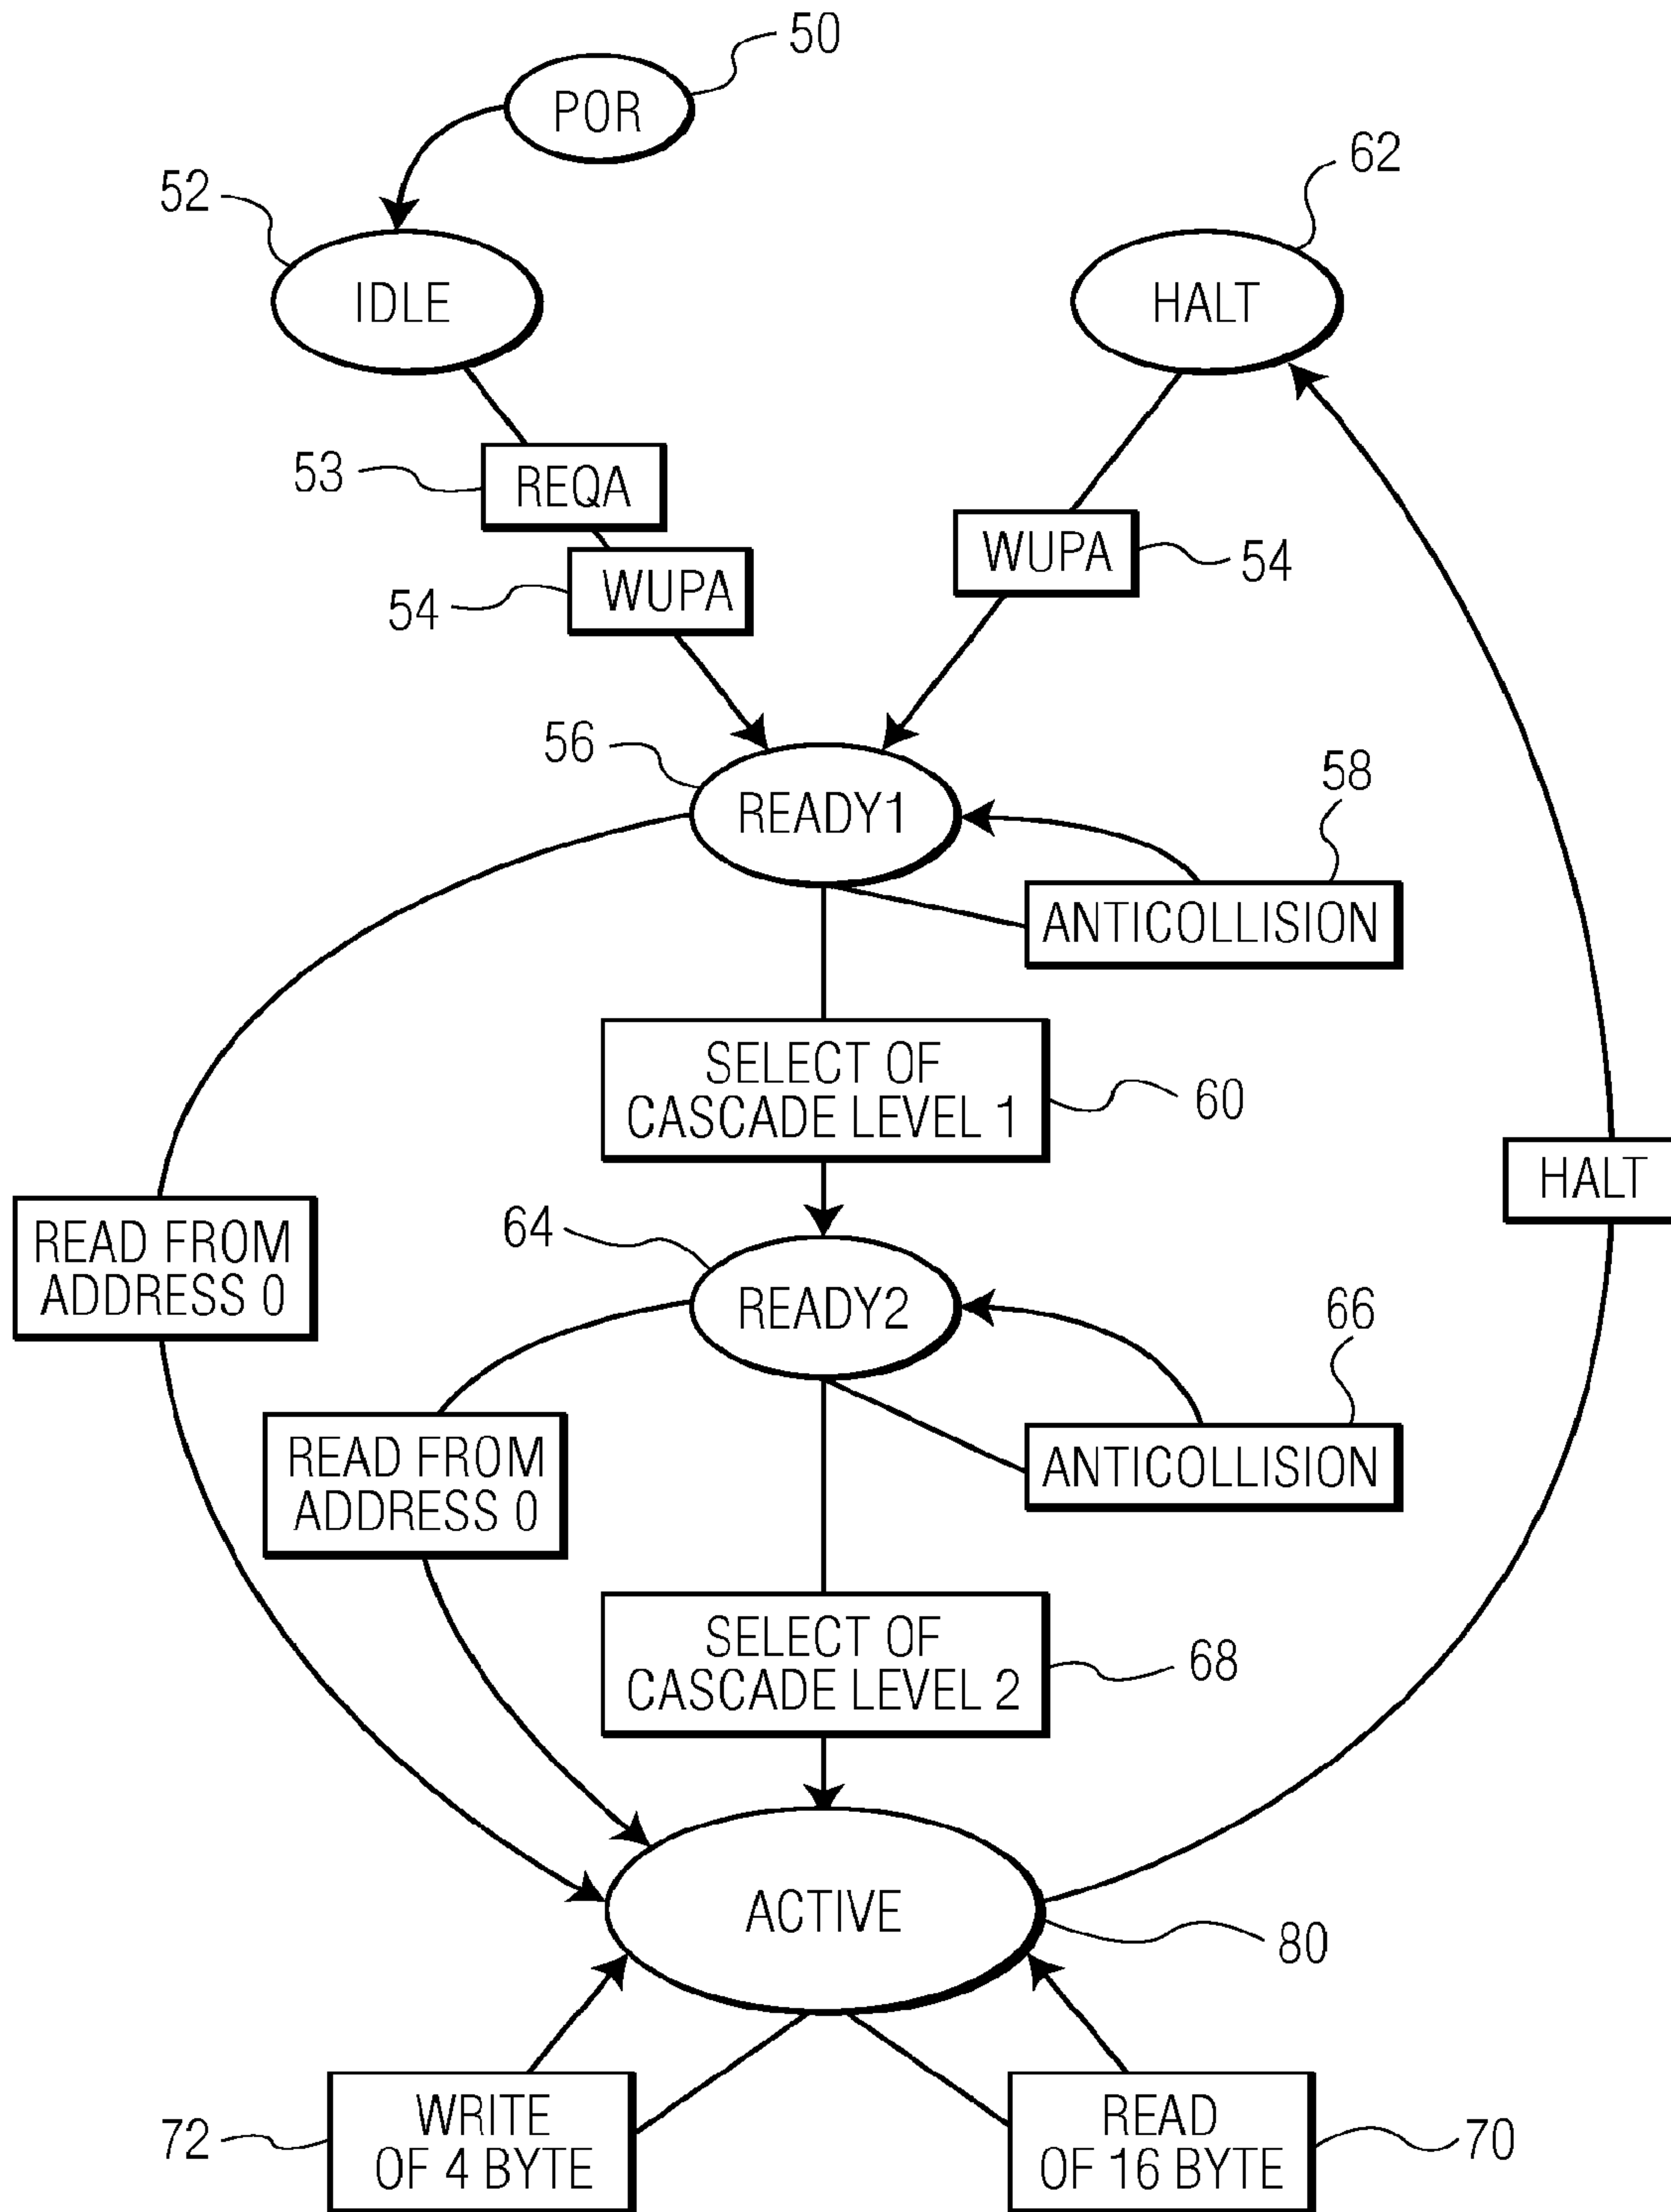 50
POR
62
52
IDLE
HALT
53
REQA
WUPA
54
54
WUPA
56
READY1
58
ANTICOLLISION
SELECT OF
CASCADE LEVEL 1
60
HALT
READ FROM
ADDRESS 0
64
READY2
66
READ FROM
ADDRESS 0
ANTICOLLISION
SELECT OF
CASCADE LEVEL 2
68
ACTIVE
80
WRITE
OF 4 BYTE
72
READ
OF 16 BYTE
70